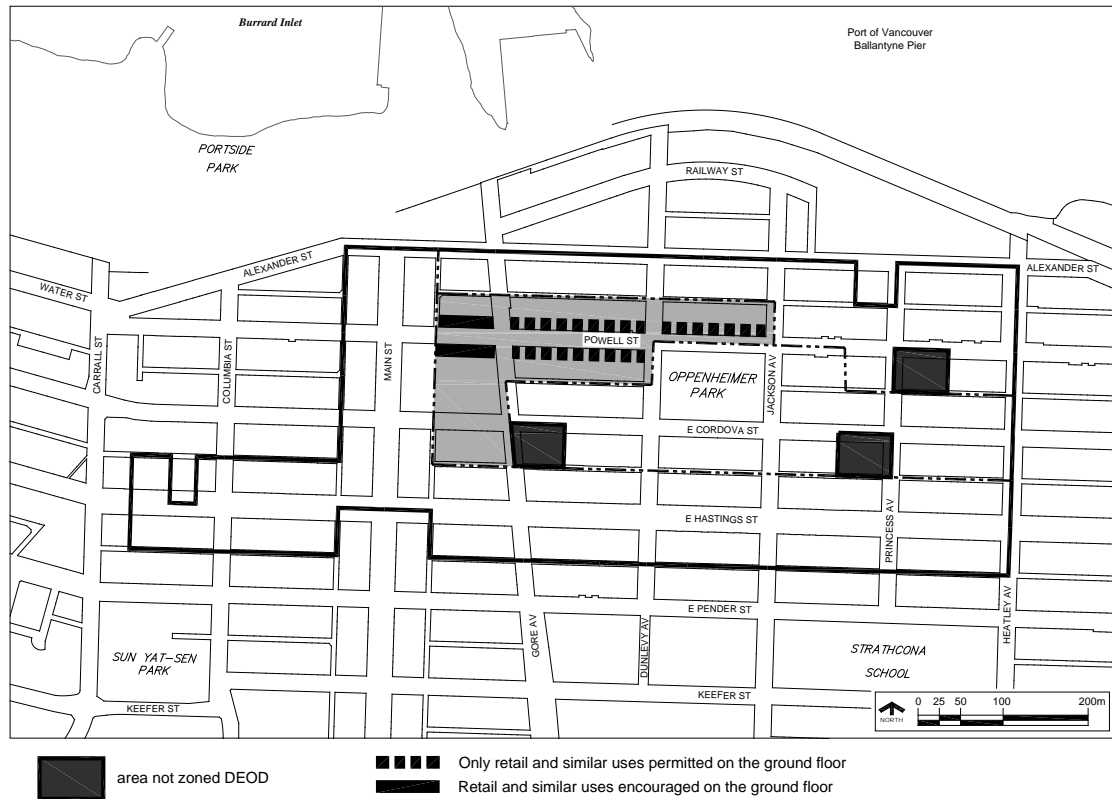 Burrard Inlet
Port of Vancouver
Ballantyne Pier
PORTSIDE
PARK
RAILWAY ST
ALEXANDER ST
ALEXANDER ST
WATER ST
CARRALL ST
COLUMBIA ST
MAIN ST
POWELL ST
OPPENHEIMER
PARK
JACKSON AV
E CORDOVA ST
E HASTINGS ST
PRINCESS AV
HEATLEY AV
E PENDER ST
GORE AV
DUNLEVY AV
SUN YAT-SEN
PARK
STRATHCONA
SCHOOL
KEEFER ST
KEEFER ST
NORTH
0 25 50 100 200m
area not zoned DEOD
Only retail and similar uses permitted on the ground floor
Retail and similar uses encouraged on the ground floor